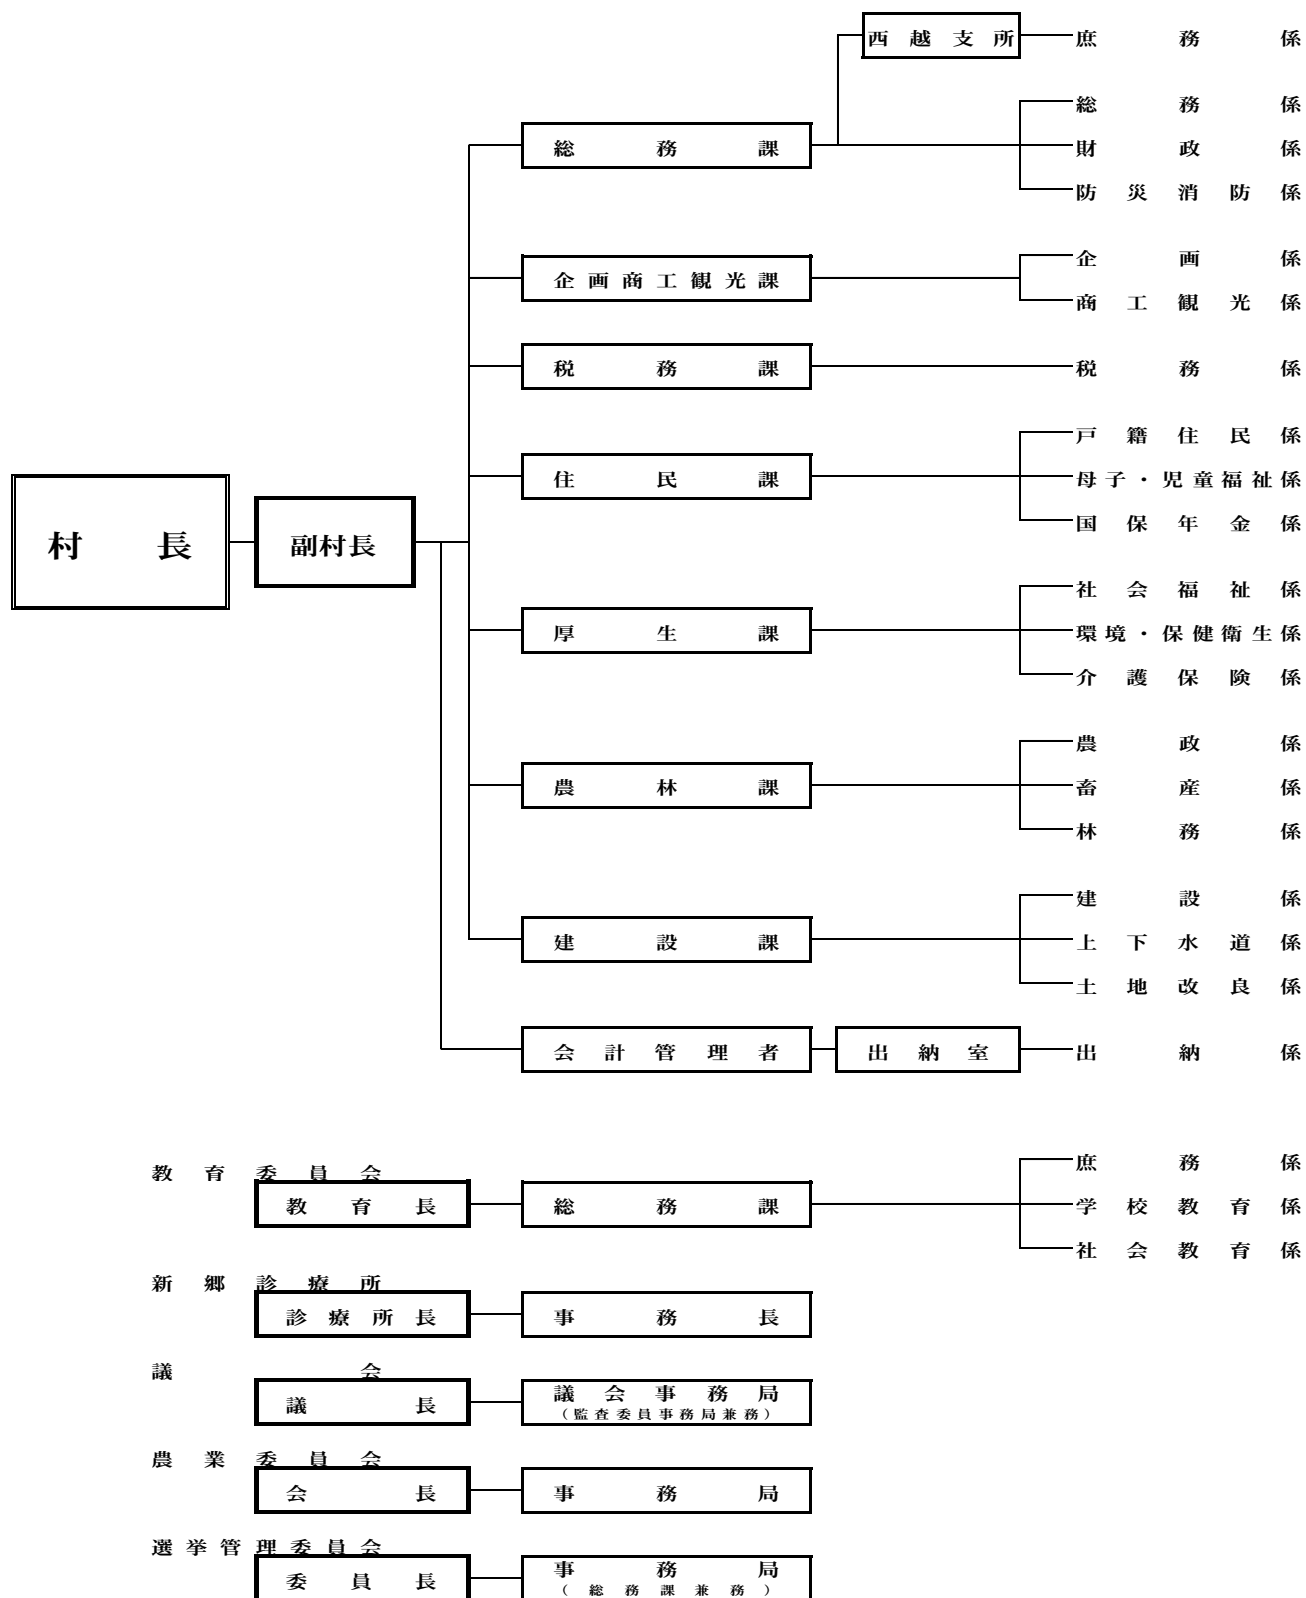 西越支所
庶務係
総務係
総務課
財政係
防災消防係
企画係
企画商工観光課
商工観光係
税務課
税務係
戸籍住民係
住民課
母子・児童福祉係
国保年金係
村長
副村長
社会福祉係
厚生課
環境・保健衛生係
介護保険係
農政係
農林課
畜産係
林務係
建設係
建設課
上下水道係
土地改良係
会計管理者
出納室
出納係
教育委員会
庶務係
教育長
総務課
学校教育係
社会教育係
新郷診療所
診療所長
事務長
議会
議長
議会事務局
（監査委員事務局兼務）
農業委員会
会長
事務局
選挙管理委員会
委員長
事務局
（総務課兼務）